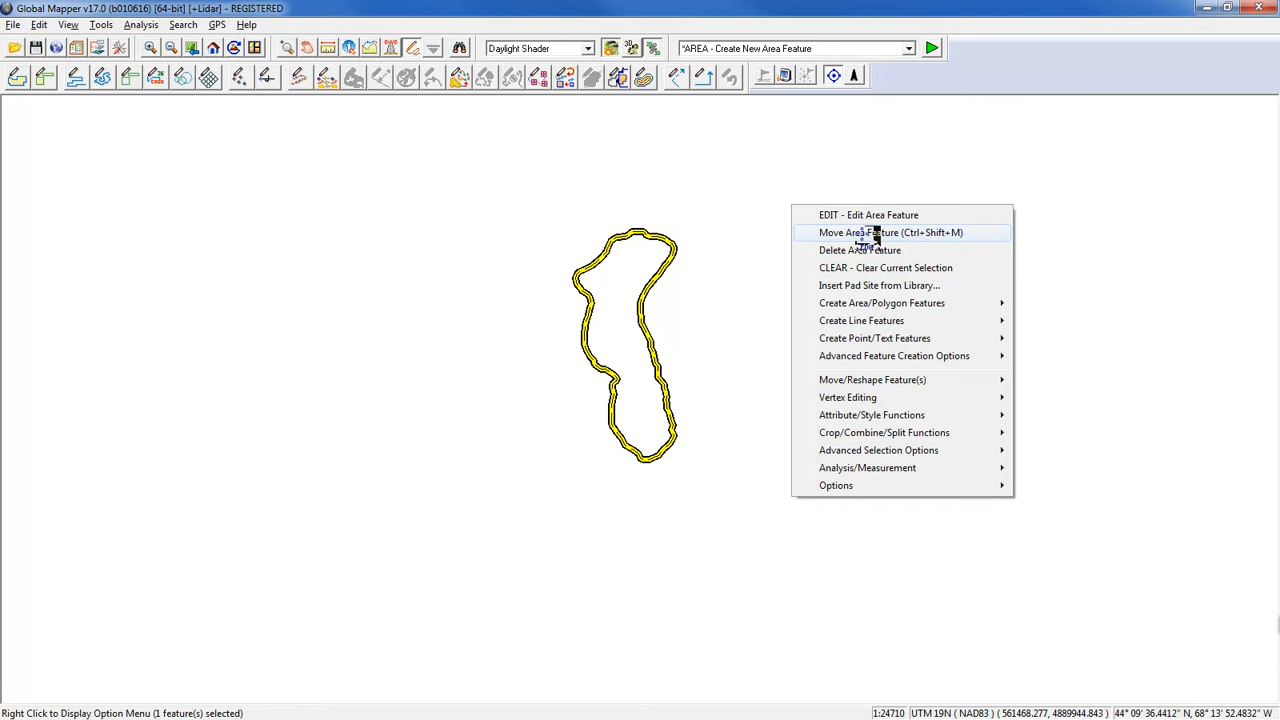 Global Mapper v17.0 (b010616) [64-bit] [+Lidar] - REGISTERED
File Edit View Tools Analysis Search GPS Help
Daylight Shader *AREA - Create New Area Feature
EDIT - Edit Area Feature
Move Area Feature (Ctrl+Shift+M)
Delete Area Feature
CLEAR - Clear Current Selection
Insert Pad Site from Library...
Create Area/Polygon Features
Create Line Features
Create Point/Text Features
Advanced Feature Creation Options
Move/Reshape Feature(s)
Vertex Editing
Attribute/Style Functions
Crop/Combine/Split Functions
Advanced Selection Options
Analysis/Measurement
Options
Right Click to Display Option Menu (1 feature(s) selected) 1:24710 UTM 19N ( NAD83 ) ( 561468.277, 4889944.843 ) 44° 09' 36.4412" N, 68° 13' 52.4832" W